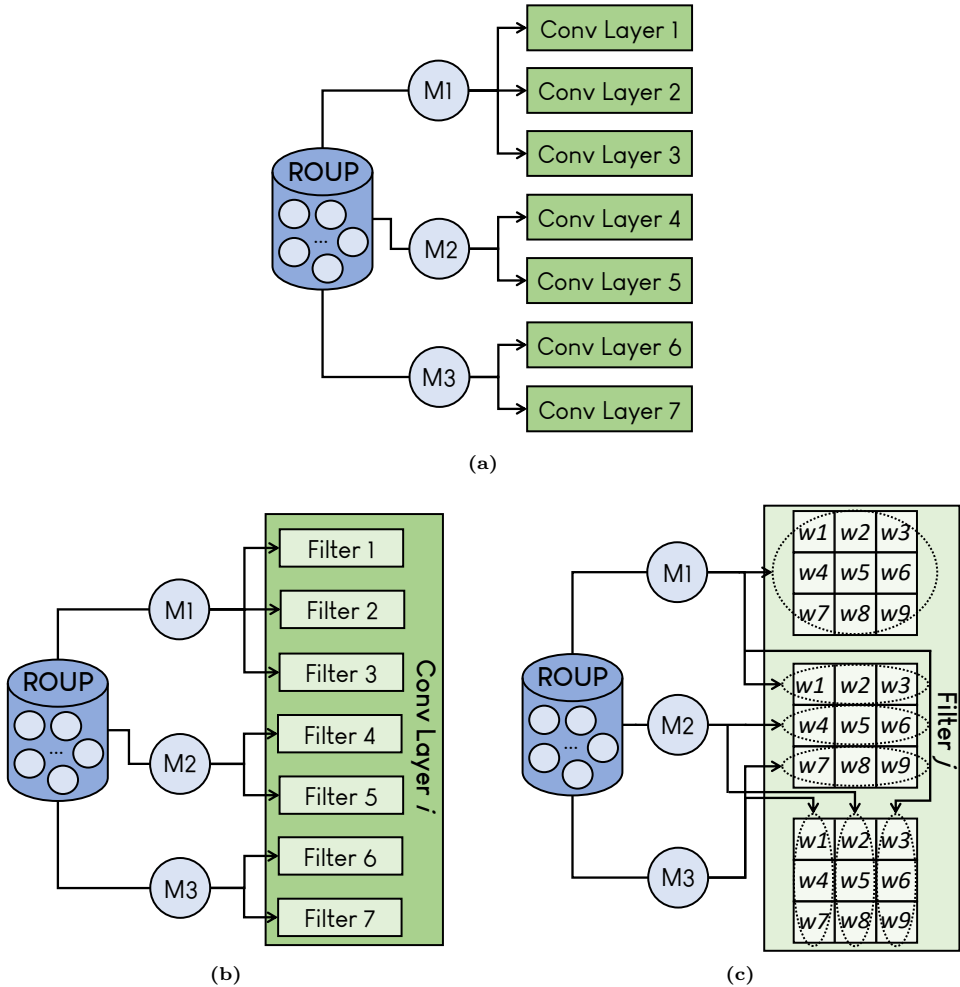 Conv Layer 1
M1
Conv Layer 2
Conv Layer 3
ROUP
...
Conv Layer 4
M2
Conv Layer 5
Conv Layer 6
M3
Conv Layer 7
(a)
Filter 1
M1
Filter 2
Filter 3
ROUP
...
Filter 4
M2
Filter 5
Filter 6
M3
Filter 7
Conv Layer i
(b)
w1 w2 w3
M1
w4 w5 w6
w7 w8 w9
ROUP
...
M2
w1 w2 w3
w4 w5 w6
w7 w8 w9
Filter j
M3
w1 w2 w3
w4 w5 w6
w7 w8 w9
(c)